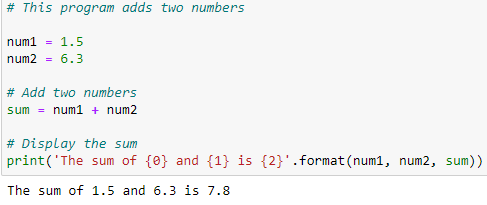 # This program adds two numbers
num1 = 1.5
num2 = 6.3
# Add two numbers
sum = num1 + num2
# Display the sum
print('The sum of {0} and {1} is {2}'.format(num1, num2, sum))
The sum of 1.5 and 6.3 is 7.8